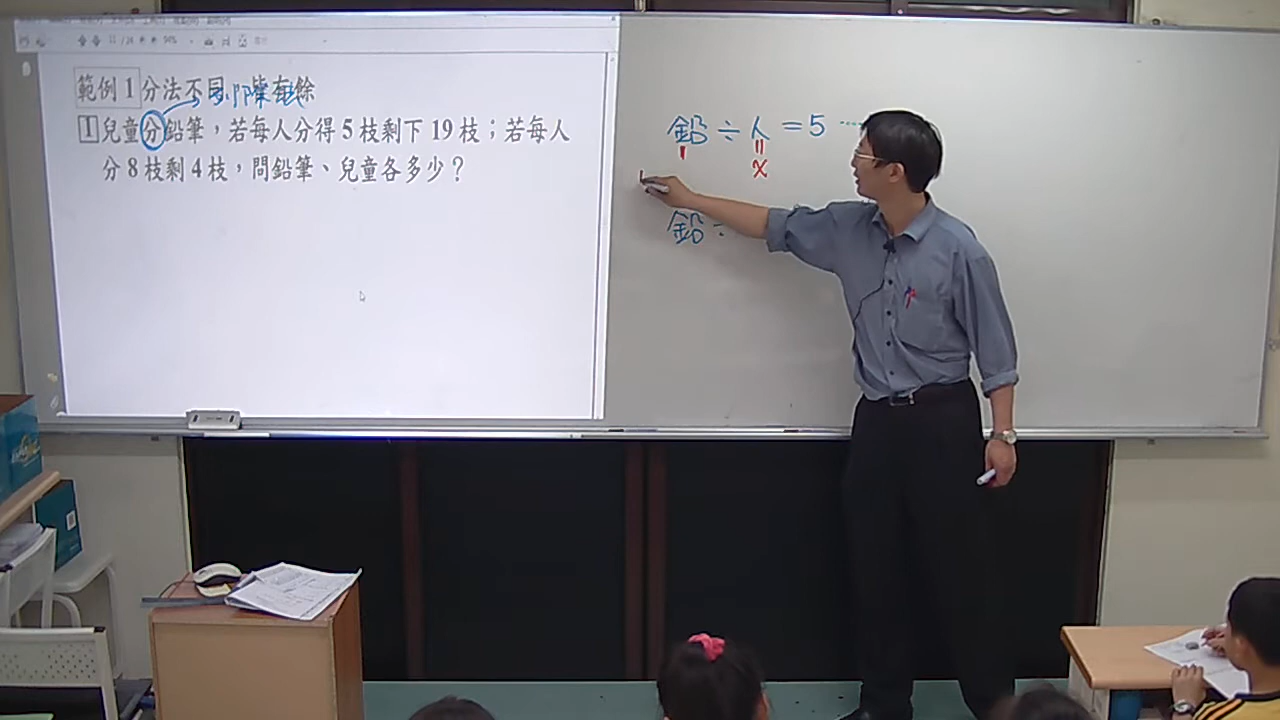 範例1 分法不同，皆有餘
1 兒童分鉛筆，若每人分得5枝剩下19枝；若每人
分8枝剩4枝，問鉛筆、兒童各多少？
鉛÷人=5……
x
鉛÷